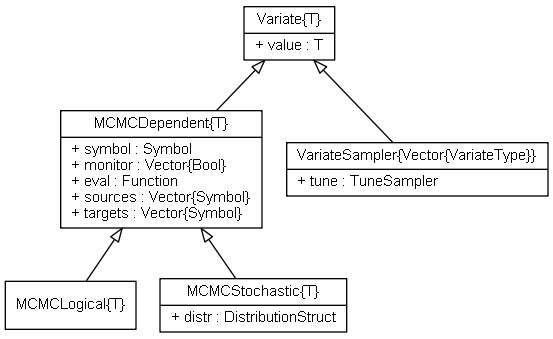 Variate{T}
+ value : T
MCMCDependent{T}
+ symbol : Symbol
+ monitor : Vector{Bool}
+ eval : Function
+ sources : Vector{Symbol}
+ targets : Vector{Symbol}
VariateSampler{Vector{VariateType}}
+ tune : TuneSampler
MCMCLogical{T}
MCMCStochastic{T}
+ distr : DistributionStruct